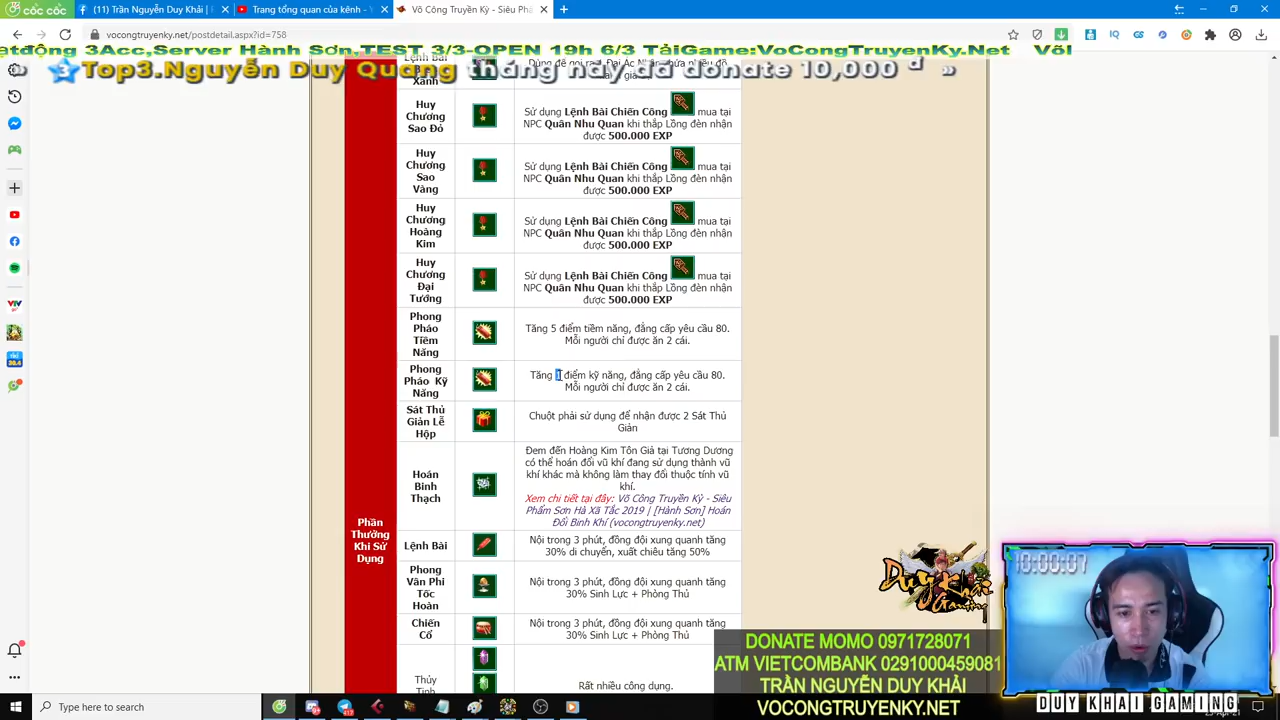 cốc cốc
(11) Trần Nguyễn Duy Khải |
Trang tổng quan của kênh -
Võ Công Truyền Kỳ - Siêu Phẩ
vocongtruyenky.net/postdetail.aspx?id=758
etđộng 3Acc,Server Hành Sơn,TEST 3/3-OPEN 19h 6/3 TảiGame:VoCongTruyenKy.Net Võ
Top3.Nguyễn Duy Quang tháng này là donate 10,000 đ »
Lệnh Bài
Xanh
Huy Chương Sao Đỏ
Sử dụng Lệnh Bài Chiến Công mua tại
NPC Quân Nhu Quan khi thắp Lồng đèn nhận
được 500.000 EXP
Huy Chương Sao Vàng
Sử dụng Lệnh Bài Chiến Công mua tại
NPC Quân Nhu Quan khi thắp Lồng đèn nhận
được 500.000 EXP
Huy Chương Hoàng Kim
Sử dụng Lệnh Bài Chiến Công mua tại
NPC Quân Nhu Quan khi thắp Lồng đèn nhận
được 500.000 EXP
Huy Chương Đại Tướng
Sử dụng Lệnh Bài Chiến Công mua tại
NPC Quân Nhu Quan khi thắp Lồng đèn nhận
được 500.000 EXP
Phong Pháo Tiềm Năng
Tăng 5 điểm tiềm năng, đẳng cấp yêu cầu 80.
Mỗi người chỉ được ăn 2 cái.
Phong Pháo Kỹ Năng
Tăng 1 điểm kỹ năng, đẳng cấp yêu cầu 80.
Mỗi người chỉ được ăn 2 cái.
Sát Thủ Giản Lễ Hộp
Chuột phải sử dụng để nhận được 2 Sát Thủ
Giản
Phần Thưởng Khi Sử Dụng
Hoán Binh Thạch
Đem đến Hoàng Kim Tôn Giả tại Tương Dương
có thể hoán đổi vũ khí đang sử dụng thành vũ
khí khác mà không làm thay đổi thuộc tính vũ
khí.
Xem chi tiết tại đây: Võ Công Truyền Kỳ - Siêu
Phẩm Sơn Hà Xã Tắc 2019 | [Hành Sơn] Hoán
Đổi Binh Khí (vocongtruyenky.net)
Lệnh Bài
Nội trong 3 phút, đồng đội xung quanh tăng
30% di chuyển, xuất chiêu tăng 50%
Phong Vân Phi Tốc Hoàn
Nội trong 3 phút, đồng đội xung quanh tăng
30% Sinh Lực + Phòng Thủ
Chiến Cổ
Nội trong 3 phút, đồng đội xung quanh tăng
30% Sinh Lực + Phòng Thủ
Thủy Tinh
Rất nhiều công dụng.
Duy Khải Gaming
10:00:07
DONATE MOMO 0971728071
ATM VIETCOMBANK 0291000459081
TRẦN NGUYỄN DUY KHẢI
VOCONGTRUYENKY.NET
DUY KHAI GAMING
Type here to search